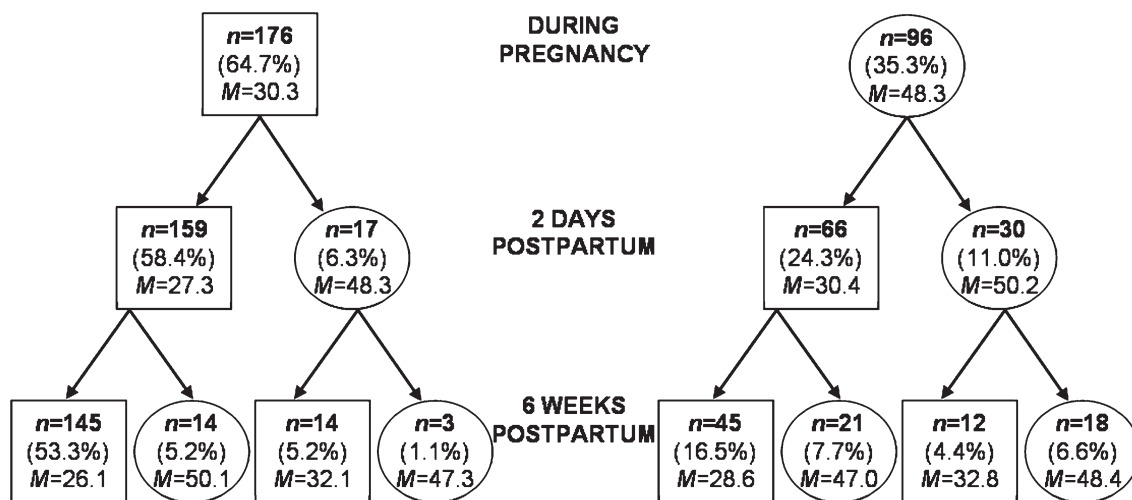 n=176
(64.7%)
M=30.3
DURING
PREGNANCY
n=96
(35.3%)
M=48.3
n=159
(58.4%)
M=27.3
n=17
(6.3%)
M=48.3
2 DAYS
POSTPARTUM
n=66
(24.3%)
M=30.4
n=30
(11.0%)
M=50.2
n=145
(53.3%)
M=26.1
n=14
(5.2%)
M=50.1
n=14
(5.2%)
M=32.1
n=3
(1.1%)
M=47.3
6 WEEKS
POSTPARTUM
n=45
(16.5%)
M=28.6
n=21
(7.7%)
M=47.0
n=12
(4.4%)
M=32.8
n=18
(6.6%)
M=48.4